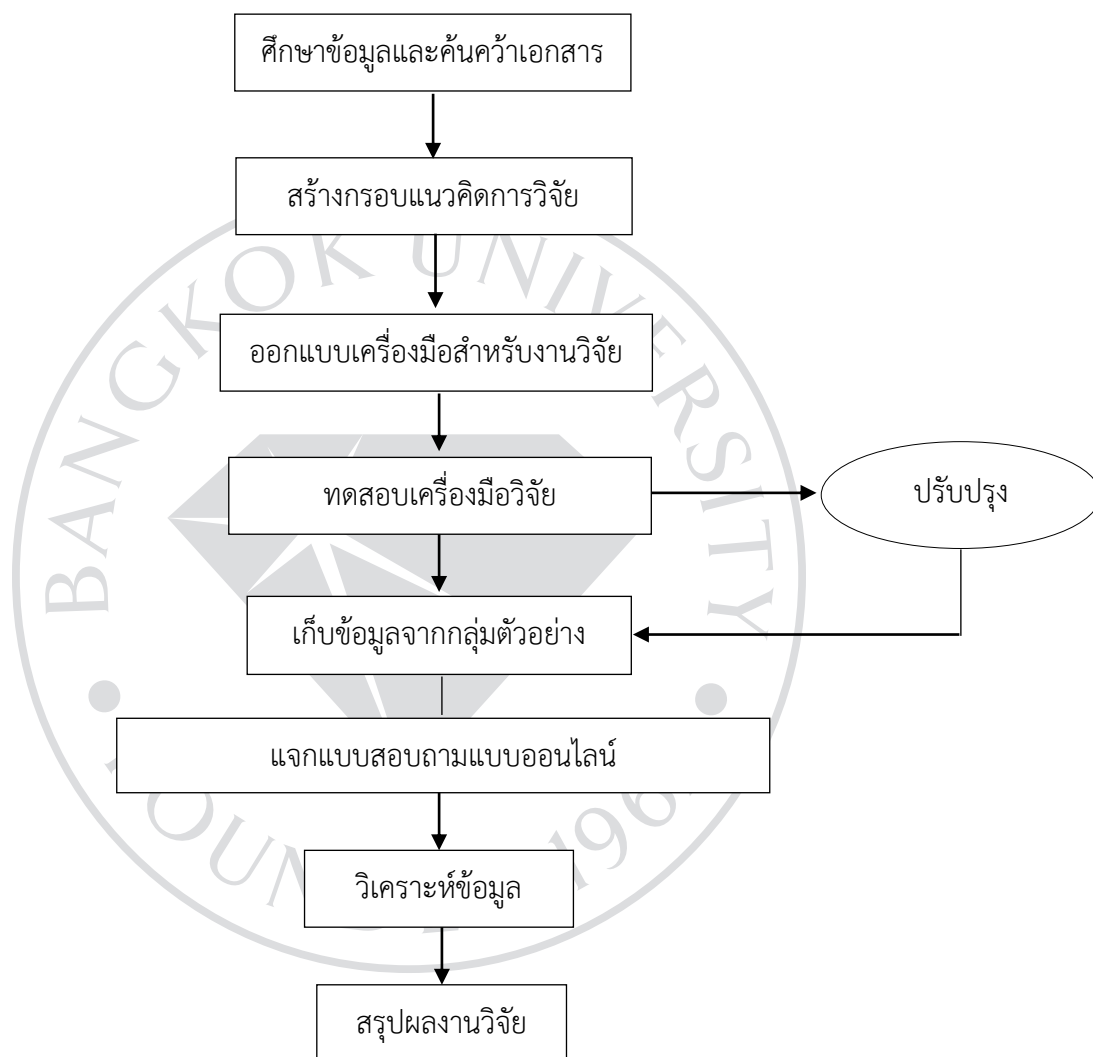 ศึกษาข้อมูลและค้นคว้าเอกสาร
สร้างกรอบแนวคิดการวิจัย
BANGKOK UNIVERSITY
ออกแบบเครื่องมือสำหรับงานวิจัย
ทดสอบเครื่องมือวิจัย
ปรับปรุง
เก็บข้อมูลจากกลุ่มตัวอย่าง
แจกแบบสอบถามแบบออนไลน์
วิเคราะห์ข้อมูล
สรุปผลงานวิจัย